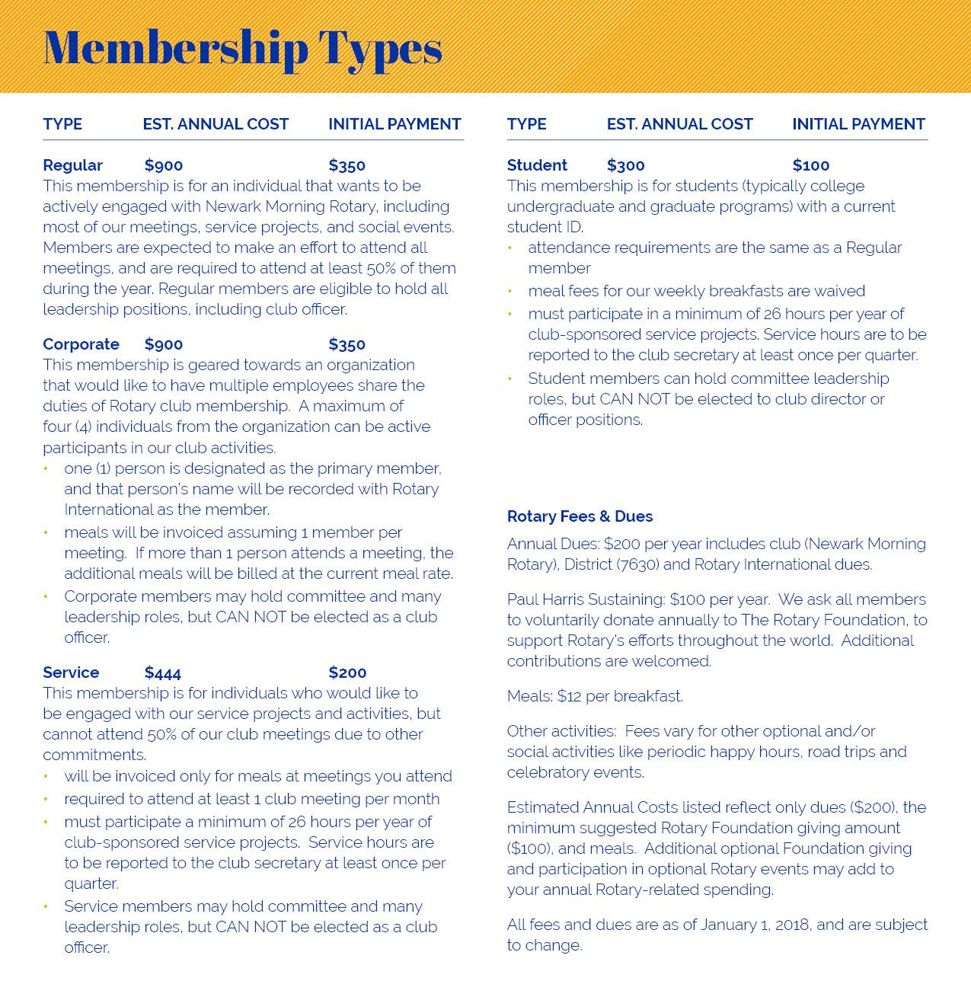 Membership Types
TYPE EST. ANNUAL COST INITIAL PAYMENT
Regular $900 $350
This membership is for an individual that wants to be
actively engaged with Newark Morning Rotary, including
most of our meetings, service projects, and social events.
Members are expected to make an effort to attend all
meetings, and are required to attend at least 50% of them
during the year. Regular members are eligible to hold all
leadership positions, including club officer.
Corporate $900 $350
This membership is geared towards an organization
that would like to have multiple employees share the
duties of Rotary club membership.  A maximum of
four (4) individuals from the organization can be active
participants in our club activities.
• one (1) person is designated as the primary member,
and that person's name will be recorded with Rotary
International as the member.
• meals will be invoiced assuming 1 member per
meeting.  If more than 1 person attends a meeting, the
additional meals will be billed at the current meal rate.
• Corporate members may hold committee and many
leadership roles, but CAN NOT be elected as a club
officer.
Service $444 $200
This membership is for individuals who would like to
be engaged with our service projects and activities, but
cannot attend 50% of our club meetings due to other
commitments.
• will be invoiced only for meals at meetings you attend
• required to attend at least 1 club meeting per month
• must participate a minimum of 26 hours per year of
club-sponsored service projects.  Service hours are
to be reported to the club secretary at least once per
quarter.
• Service members may hold committee and many
leadership roles, but CAN NOT be elected as a club
officer.
TYPE EST. ANNUAL COST INITIAL PAYMENT
Student $300 $100
This membership is for students (typically college
undergraduate and graduate programs) with a current
student ID.
• attendance requirements are the same as a Regular
member
• meal fees for our weekly breakfasts are waived
• must participate in a minimum of 26 hours per year of
club-sponsored service projects. Service hours are to be
reported to the club secretary at least once per quarter.
• Student members can hold committee leadership
roles, but CAN NOT be elected to club director or
officer positions.
Rotary Fees & Dues
Annual Dues: $200 per year includes club (Newark Morning
Rotary), District (7630) and Rotary International dues.
Paul Harris Sustaining: $100 per year.  We ask all members
to voluntarily donate annually to The Rotary Foundation, to
support Rotary's efforts throughout the world.  Additional
contributions are welcomed.
Meals: $12 per breakfast.
Other activities:  Fees vary for other optional and/or
social activities like periodic happy hours, road trips and
celebratory events.
Estimated Annual Costs listed reflect only dues ($200), the
minimum suggested Rotary Foundation giving amount
($100), and meals.  Additional optional Foundation giving
and participation in optional Rotary events may add to
your annual Rotary-related spending.
All fees and dues are as of January 1, 2018, and are subject
to change.